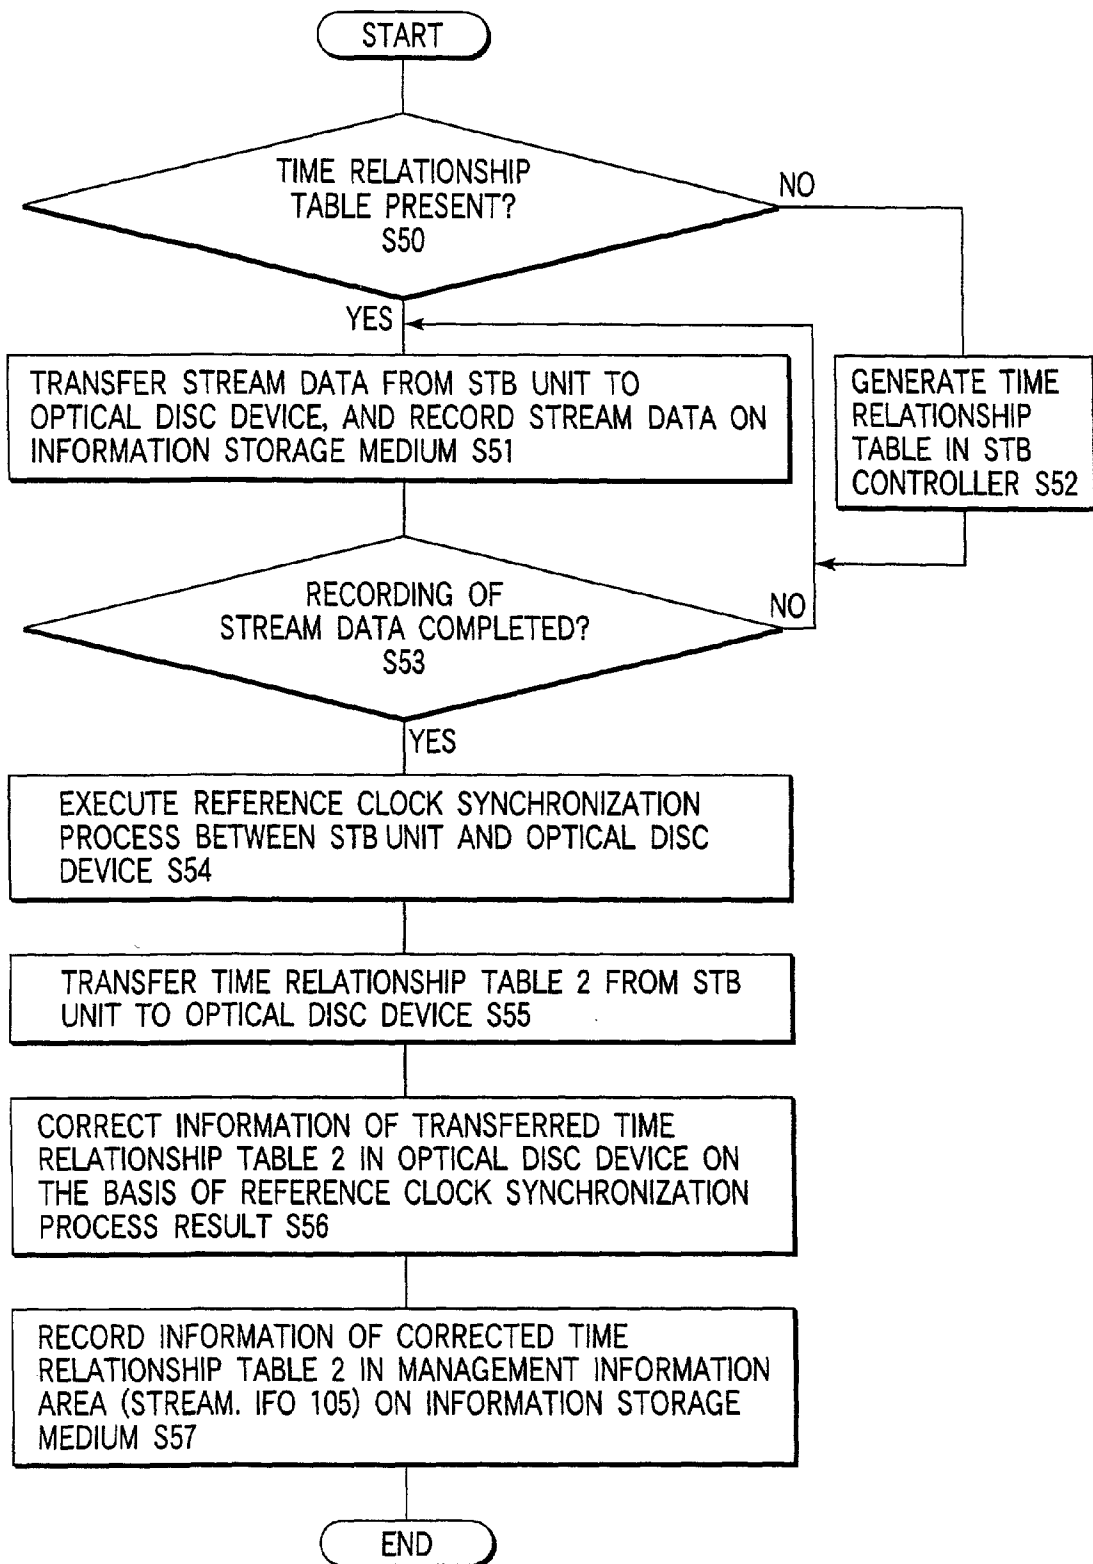 START
TIME RELATIONSHIP
TABLE PRESENT?
S50
NO
YES
TRANSFER STREAM DATA FROM STB UNIT TO
OPTICAL DISC DEVICE, AND RECORD STREAM DATA ON
INFORMATION STORAGE MEDIUM S51
GENERATE TIME
RELATIONSHIP
TABLE IN STB
CONTROLLER S52
RECORDING OF
STREAM DATA COMPLETED?
S53
NO
YES
EXECUTE REFERENCE CLOCK SYNCHRONIZATION
PROCESS BETWEEN STB UNIT AND OPTICAL DISC
DEVICE S54
TRANSFER TIME RELATIONSHIP TABLE 2 FROM STB
UNIT TO OPTICAL DISC DEVICE S55
CORRECT INFORMATION OF TRANSFERRED TIME
RELATIONSHIP TABLE 2 IN OPTICAL DISC DEVICE ON
THE BASIS OF REFERENCE CLOCK SYNCHRONIZATION
PROCESS RESULT S56
RECORD INFORMATION OF CORRECTED TIME
RELATIONSHIP TABLE 2 IN MANAGEMENT INFORMATION
AREA (STREAM. IFO 105) ON INFORMATION STORAGE
MEDIUM S57
END